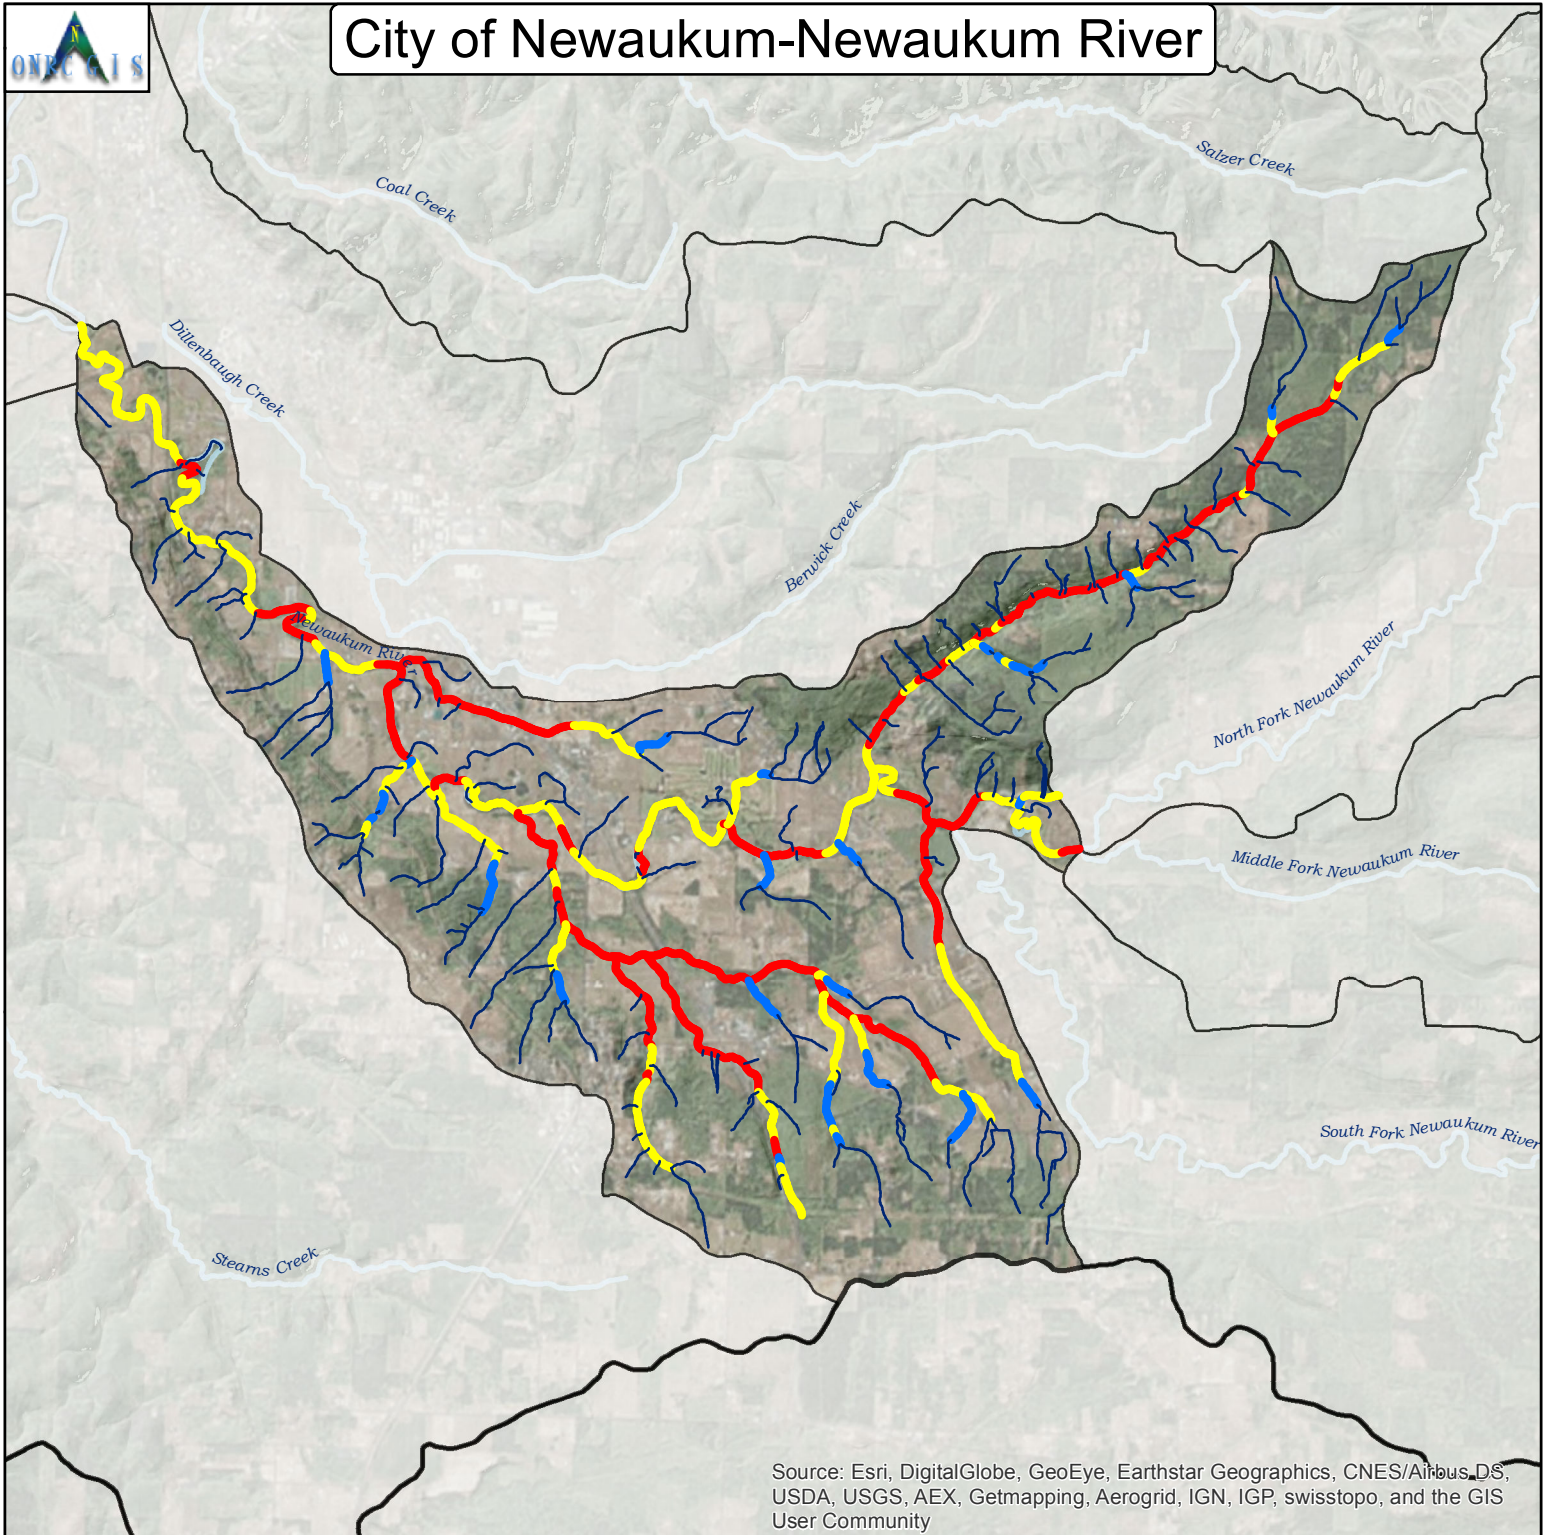 N
ONRC GIS
City of Newaukum-Newaukum River
Salzer Creek
Coal Creek
Dillenbaugh Creek
Berwick Creek
Newaukum River
North Fork Newaukum River
Middle Fork Newaukum River
South Fork Newaukum River
Stearns Creek
Source: Esri, DigitalGlobe, GeoEye, Earthstar Geographics, CNES/Airbus DS,
USDA, USGS, AEX, Getmapping, Aerogrid, IGN, IGP, swisstopo, and the GIS
User Community